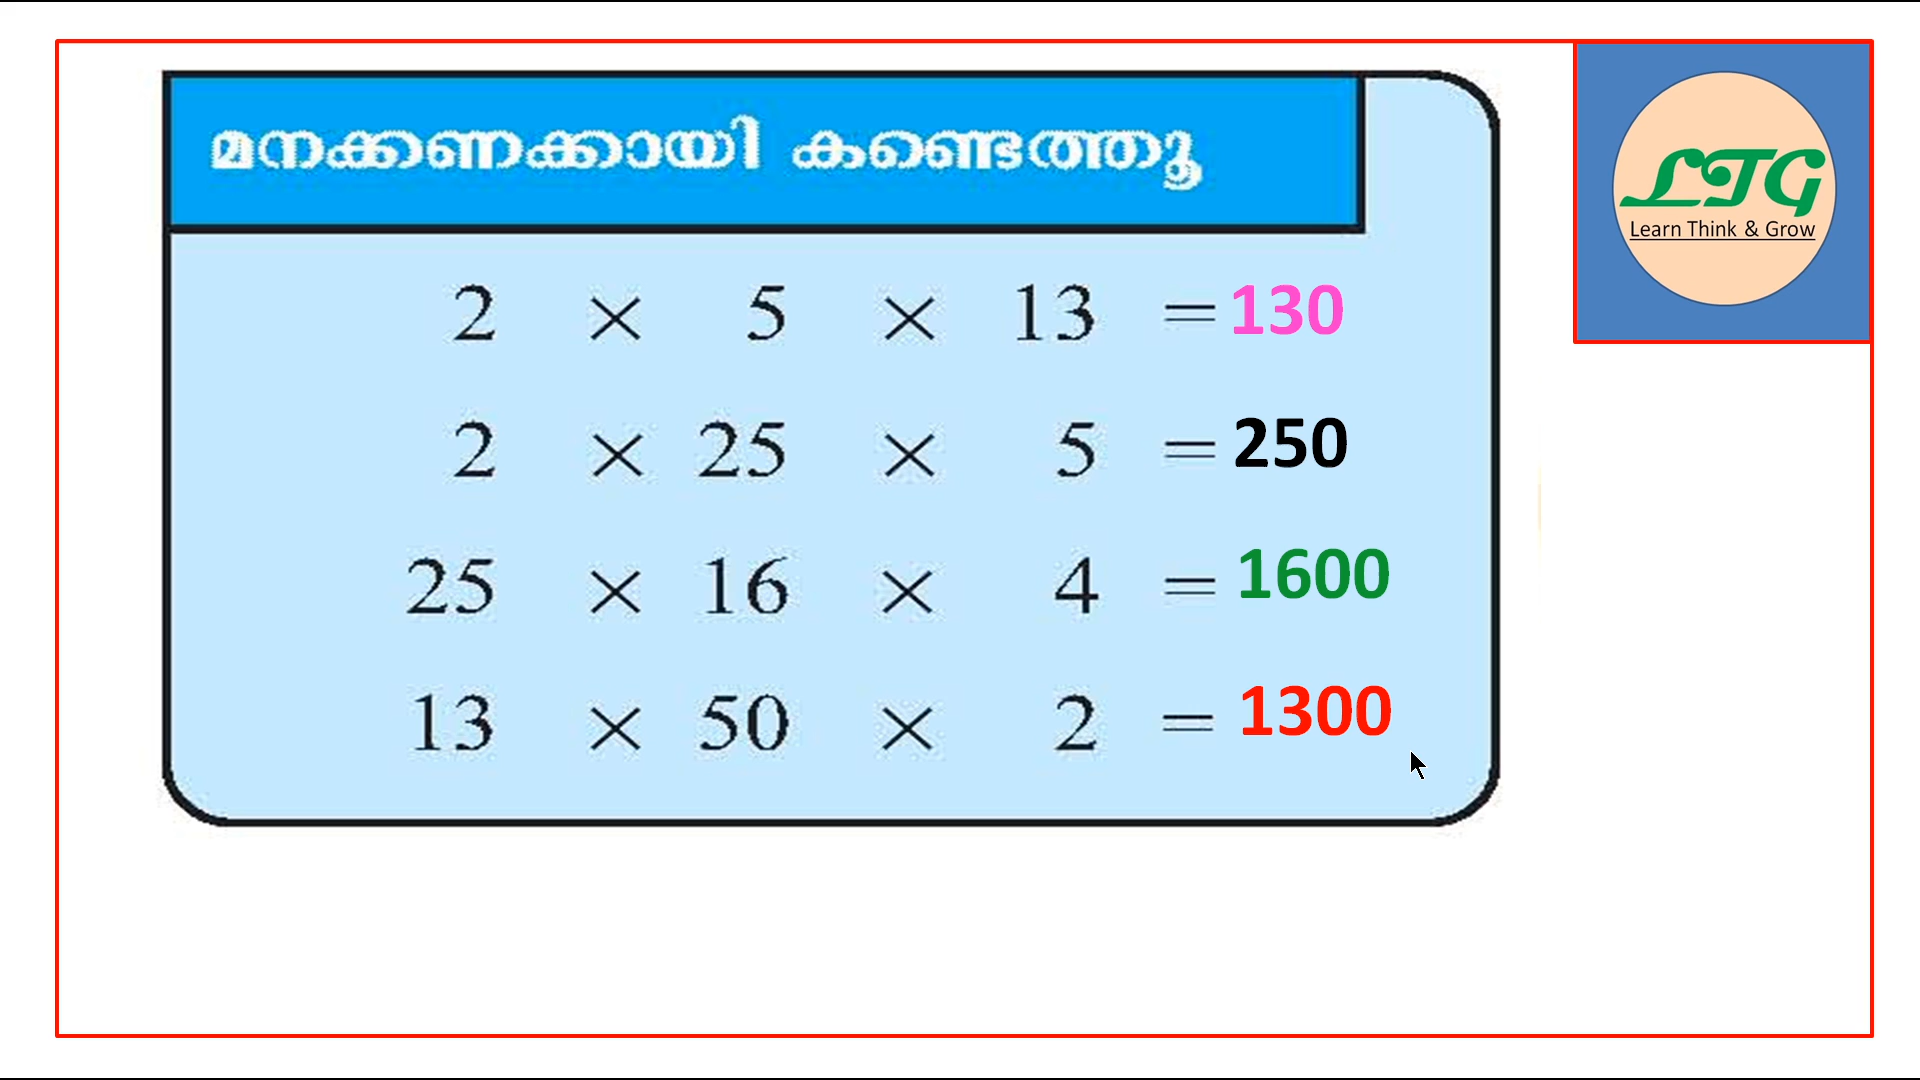 മനക്കണക്കായി കണ്ടെത്തൂ
LTG
Learn Think & Grow
2 × 5 × 13 = 130
2 × 25 × 5 = 250
25 × 16 × 4 = 1600
13 × 50 × 2 = 1300